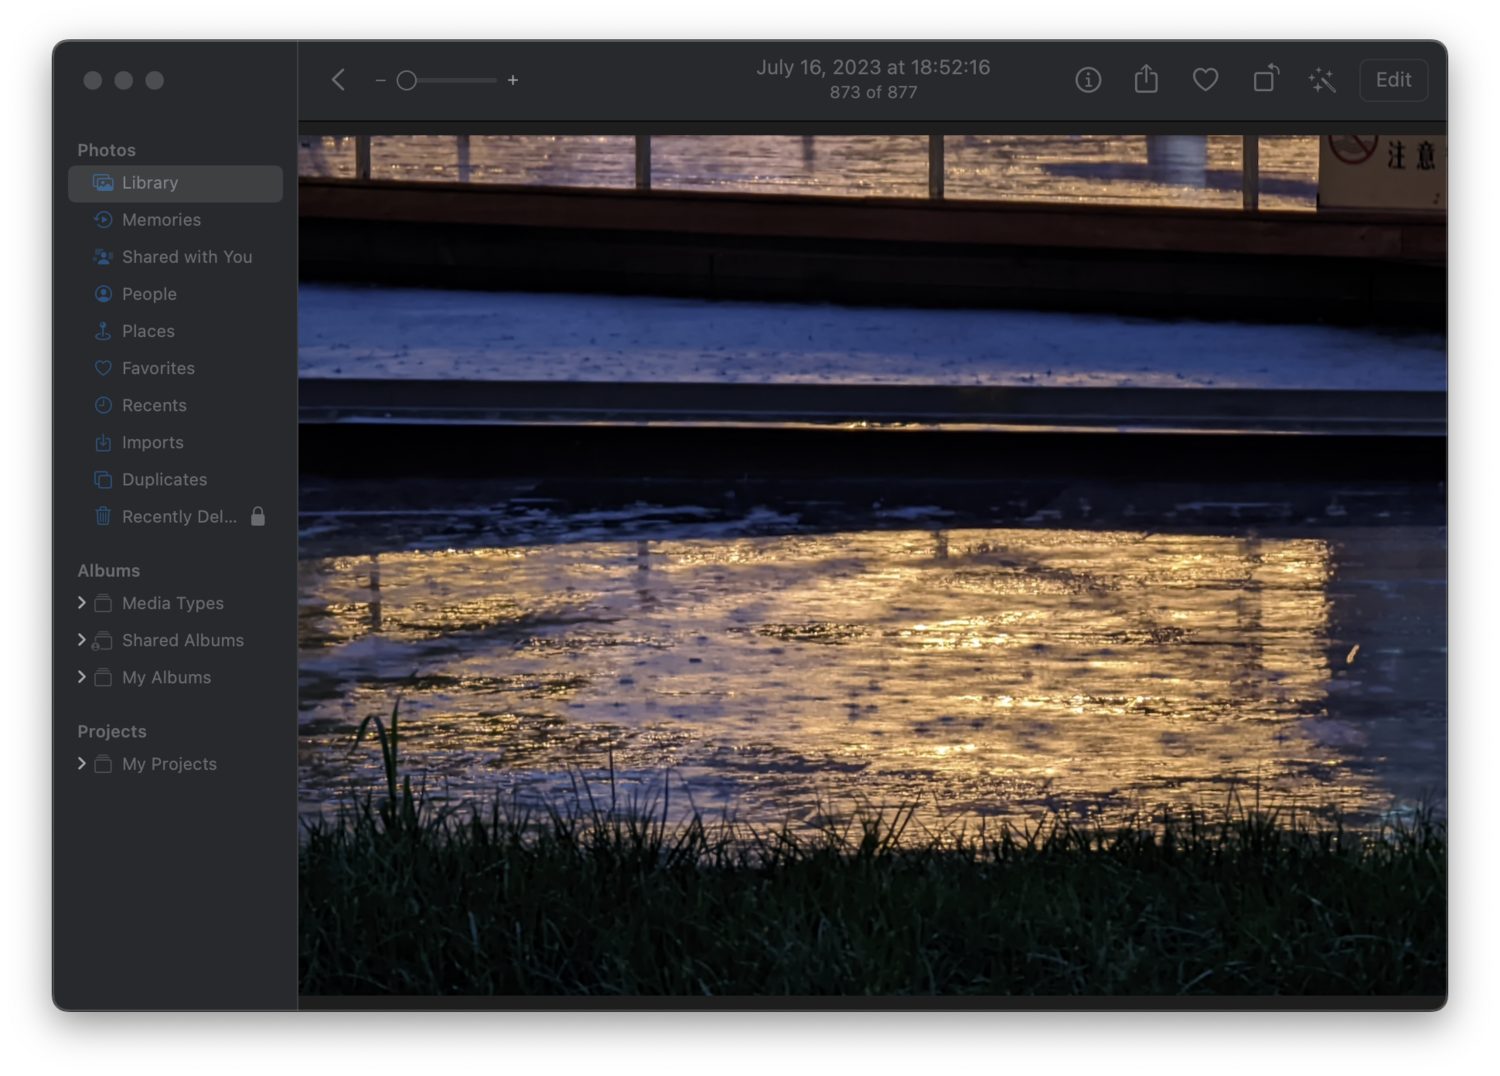 July 16, 2023 at 18:52:16
873 of 877
Edit
Photos
Library
Memories
Shared with You
People
Places
Favorites
Recents
Imports
Duplicates
Recently Del...
Albums
Media Types
Shared Albums
My Albums
Projects
My Projects
注意